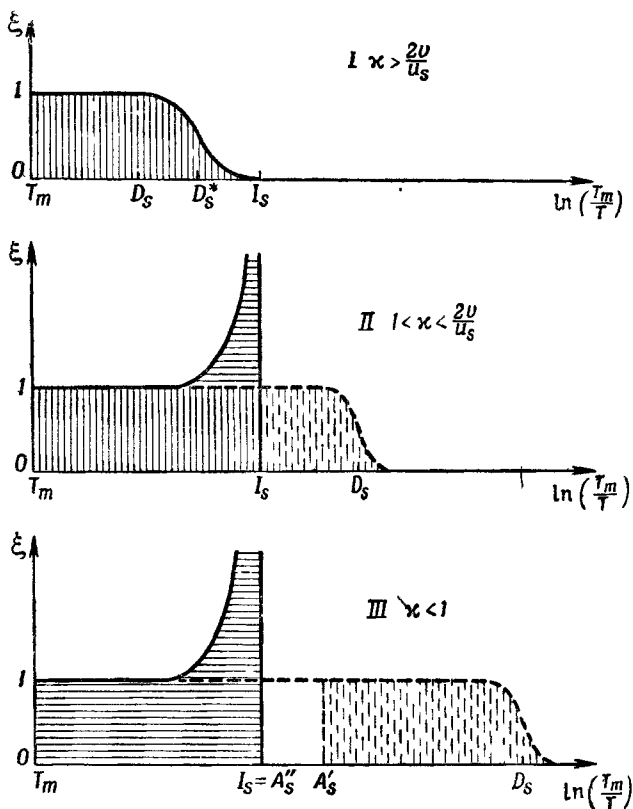 ξ
I ϰ > 2υ/u_s
1
0
T_m D_s D_s* I_s ln(T_m/T)
ξ
II 1 < ϰ < 2υ/u_s
1
0
T_m I_s D_s ln(T_m/T)
ξ
III ϰ < 1
1
0
T_m I_s = A_s'' A_s' D_s ln(T_m/T)